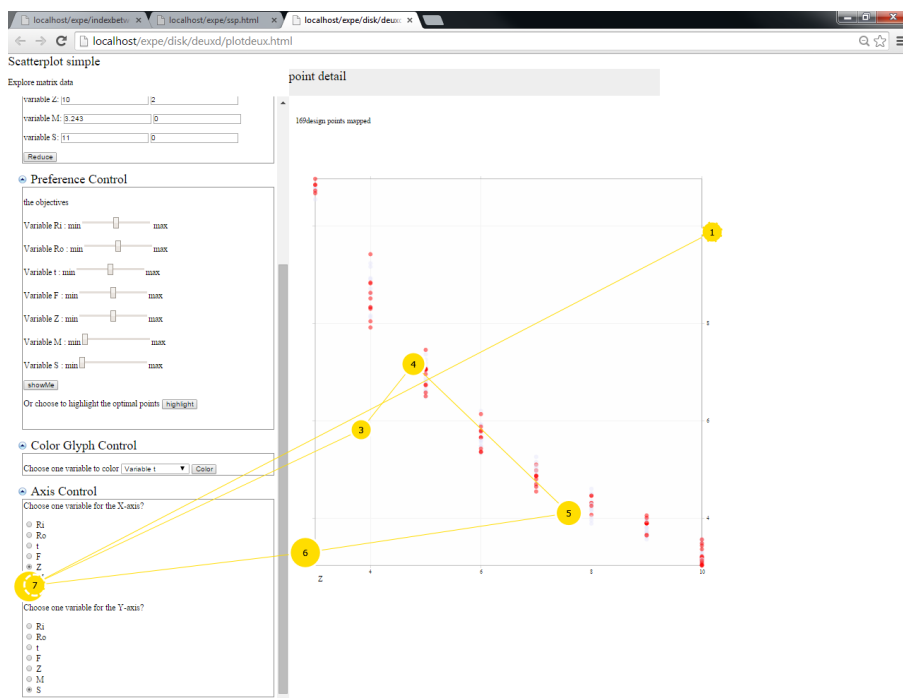 localhost/expe/indexbetw
localhost/expe/ssp.html
localhost/expe/disk/deuxd
localhost/expe/disk/deuxd/plotdeux.html
Scatterplot simple
point detail
Explore matrix data
variable Z: 10 2
169design points mapped
variable M: 3.243 0
variable S: 11 0
Reduce
Preference Control
the objectives
Variable Ri : min max
Variable Ro : min max
Variable t : min max
Variable F : min max
Variable Z : min max
Variable M : min max
Variable S : min max
showMe
Or choose to highlight the optimal points highlight
Color Glyph Control
Choose one variable to color Variable t Color
Axis Control
Choose one variable for the X-axis?
Ri
Ro
t
F
Z
Choose one variable for the Y-axis?
Ri
Ro
t
F
Z
M
S
1
8
4
6
3
5
4
6
7
4
6
8
10
Z